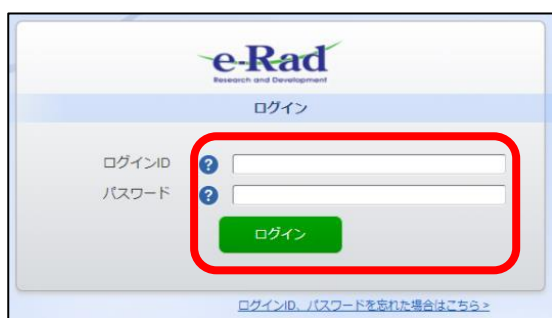 e-Rad
Research and Development
ログイン
ログインID ?
パスワード ?
ログイン
ログインID、パスワードを忘れた場合はこちら >